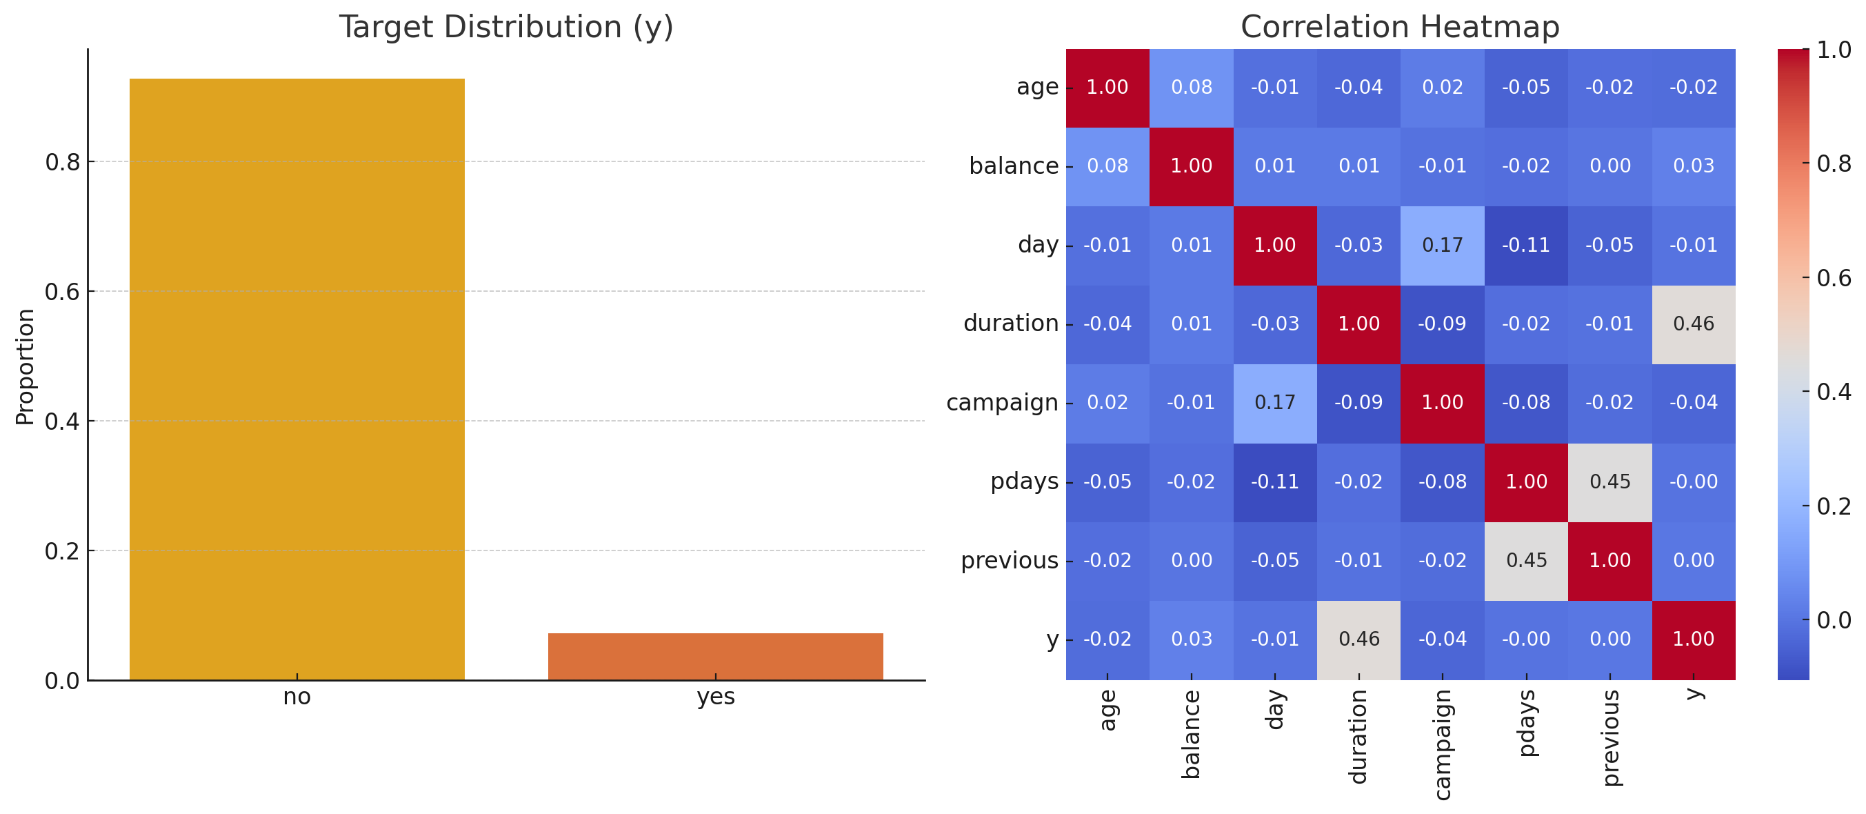 Target Distribution (y)
Proportion
0.8
0.6
0.4
0.2
0.0
no yes
Correlation Heatmap
age 1.00 0.08 -0.01 -0.04 0.02 -0.05 -0.02 -0.02
balance 0.08 1.00 0.01 0.01 -0.01 -0.02 0.00 0.03
day -0.01 0.01 1.00 -0.03 0.17 -0.11 -0.05 -0.01
duration -0.04 0.01 -0.03 1.00 -0.09 -0.02 -0.01 0.46
campaign 0.02 -0.01 0.17 -0.09 1.00 -0.08 -0.02 -0.04
pdays -0.05 -0.02 -0.11 -0.02 -0.08 1.00 0.45 -0.00
previous -0.02 0.00 -0.05 -0.01 -0.02 0.45 1.00 0.00
y -0.02 0.03 -0.01 0.46 -0.04 -0.00 0.00 1.00
age balance day duration campaign pdays previous y
1.0
0.8
0.6
0.4
0.2
0.0